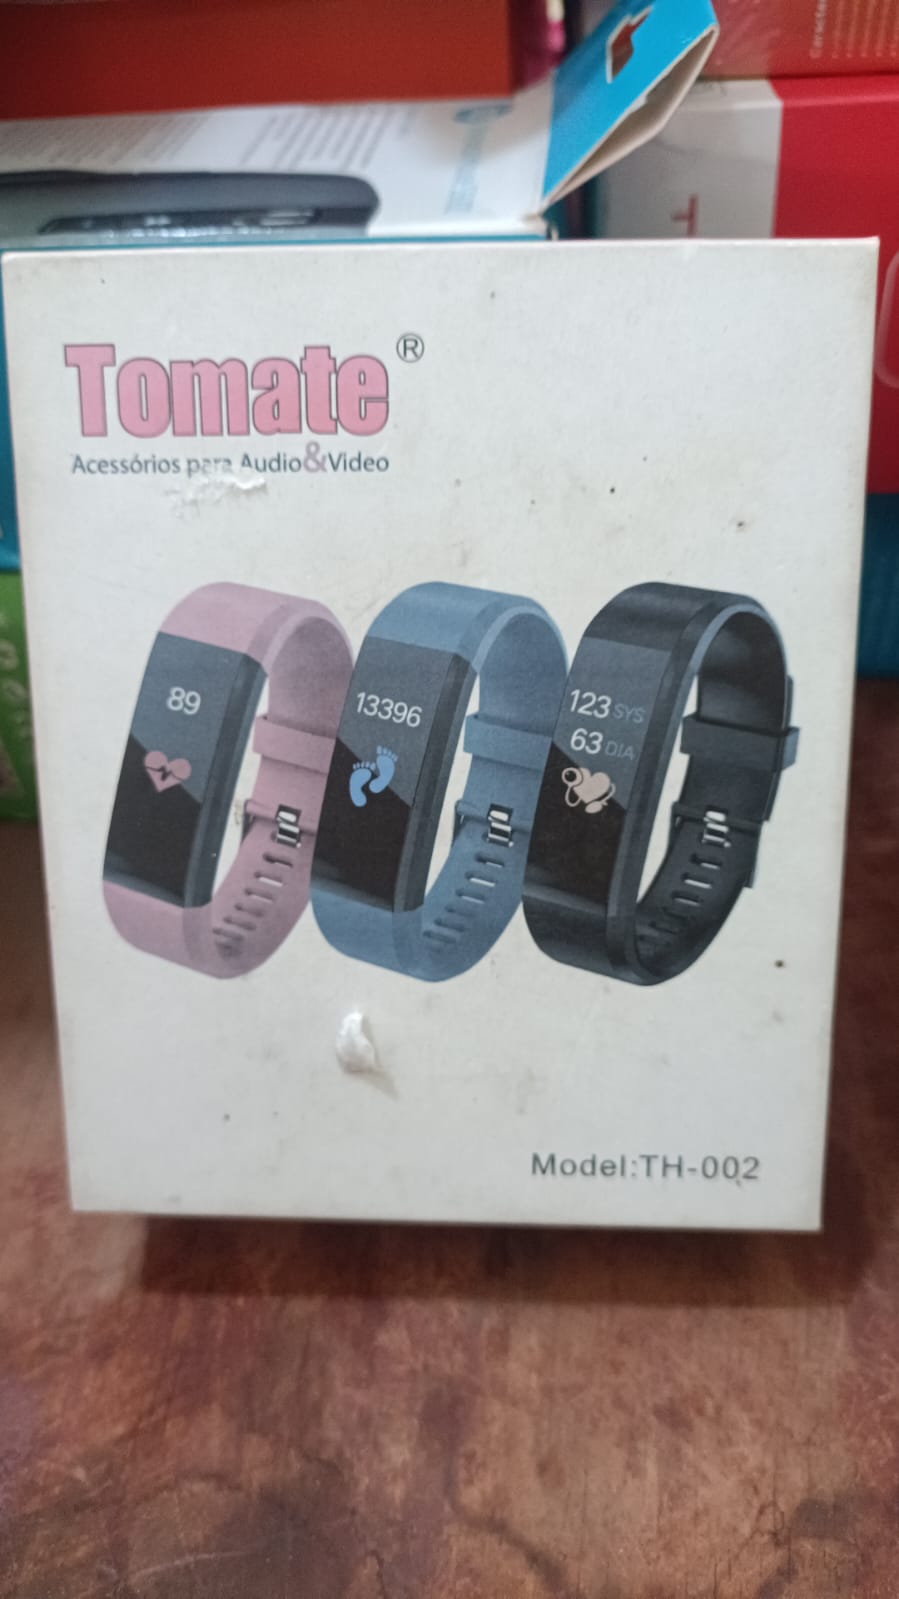 Tomate®
Acessórios para Audio&Video
89
13396
123 SYS
63 DIA
Model:TH-002